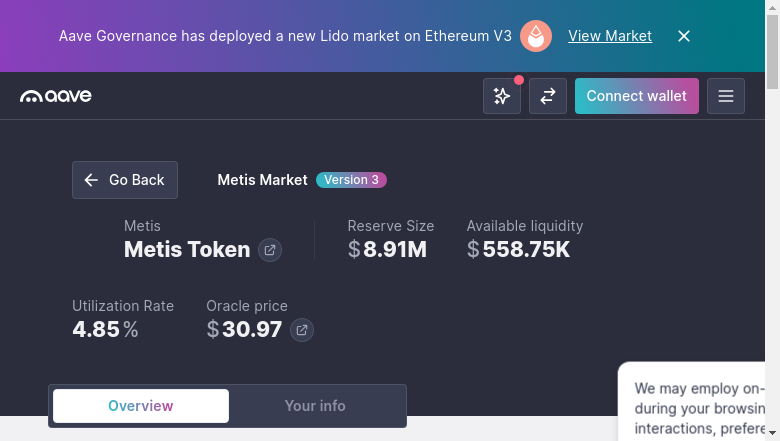 Aave Governance has deployed a new Lido market on Ethereum V3 View Market
aave
Connect wallet
Go Back
Metis Market Version 3
Metis
Metis Token
Reserve Size
$8.91M
Available liquidity
$558.75K
Utilization Rate
4.85%
Oracle price
$30.97
Overview
Your info
We may employ on-
during your browsin
interactions, prefere